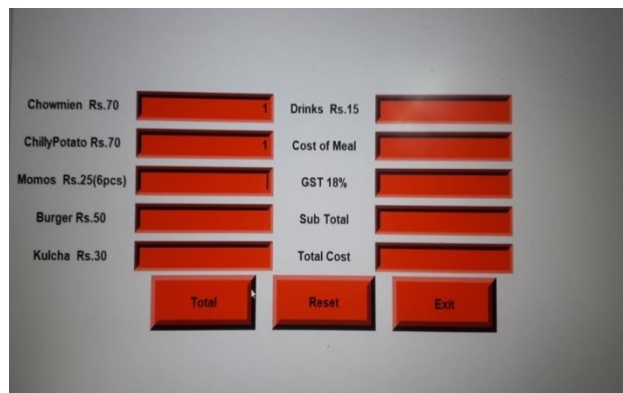 Chowmien Rs.70 1 Drinks Rs.15
ChillyPotato Rs.70 1 Cost of Meal
Momos Rs.25(6pcs) GST 18%
Burger Rs.50 Sub Total
Kulcha Rs.30 Total Cost
Total Reset Exit